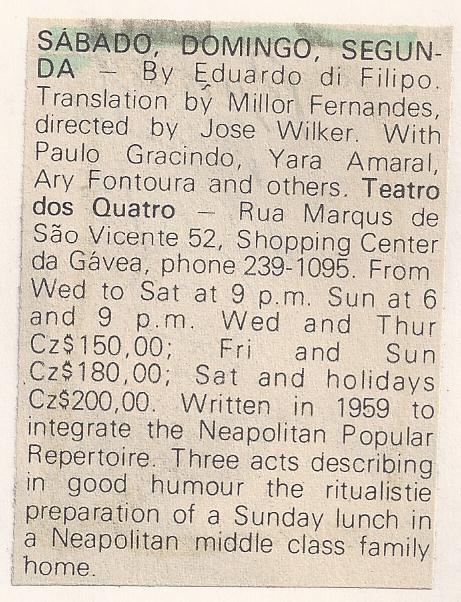 SÁBADO, DOMINGO, SEGUN-
DA — By Eduardo di Filipo.
Translation by Millor Fernandes,
directed by Jose Wilker. With
Paulo Gracindo, Yara Amaral,
Ary Fontoura and others. Teatro
dos Quatro — Rua Marqus de
São Vicente 52, Shopping Center
da Gávea, phone 239-1095. From
Wed to Sat at 9 p.m. Sun at 6
and 9 p.m. Wed and Thur
Cz$150,00; Fri and Sun
Cz$180,00; Sat and holidays
Cz$200,00. Written in 1959 to
integrate the Neapolitan Popular
Repertoire. Three acts describing
in good humour the ritualistie
preparation of a Sunday lunch in
a Neapolitan middle class family
home.